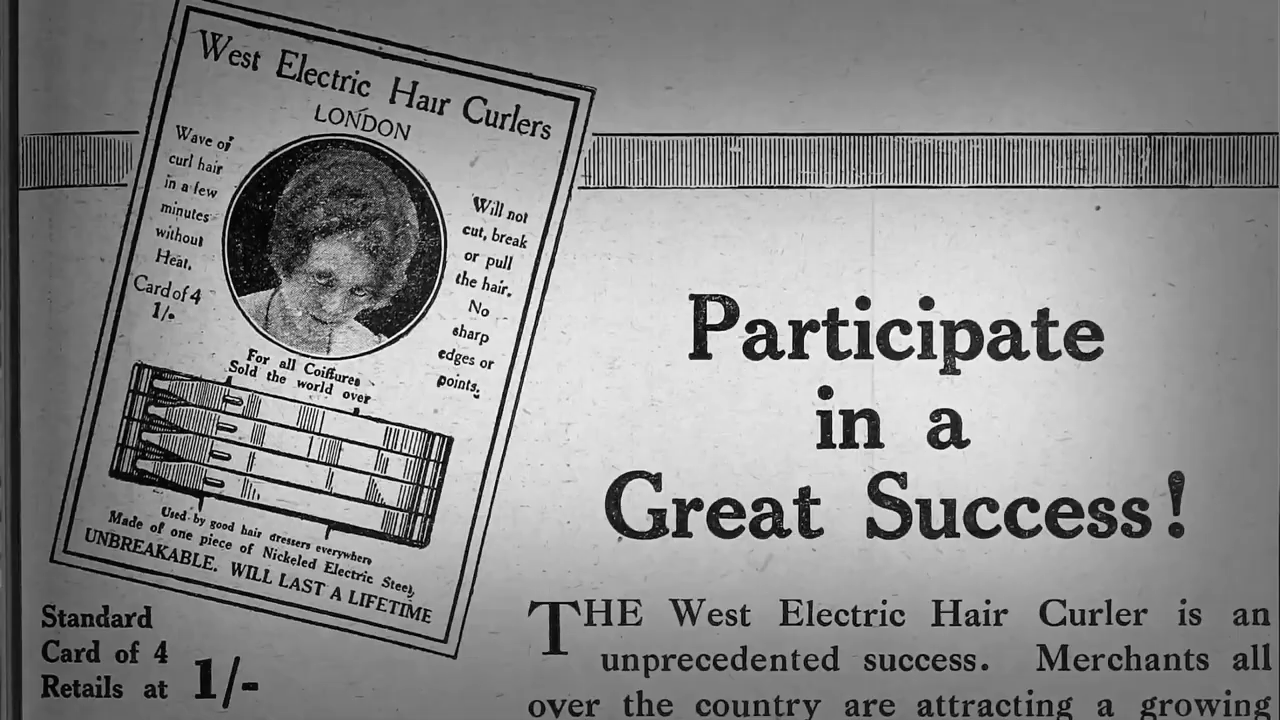 West Electric Hair Curlers
LONDON
Wave or
curl hair
in a few
minutes
without
Heat.
Card of 4
1/-
Will not
cut, break
or pull
the hair.
No
sharp
edges or
points.
For all Coiffures
Sold the world over
Used by good hair dressers everywhere
Made of one piece of Nickeled Electric Steel,
UNBREAKABLE. WILL LAST A LIFETIME
Standard
Card of 4
Retails at 1/-
Participate
in a
Great Success!
THE West Electric Hair Curler is an
unprecedented success. Merchants all
over the country are attracting a growing